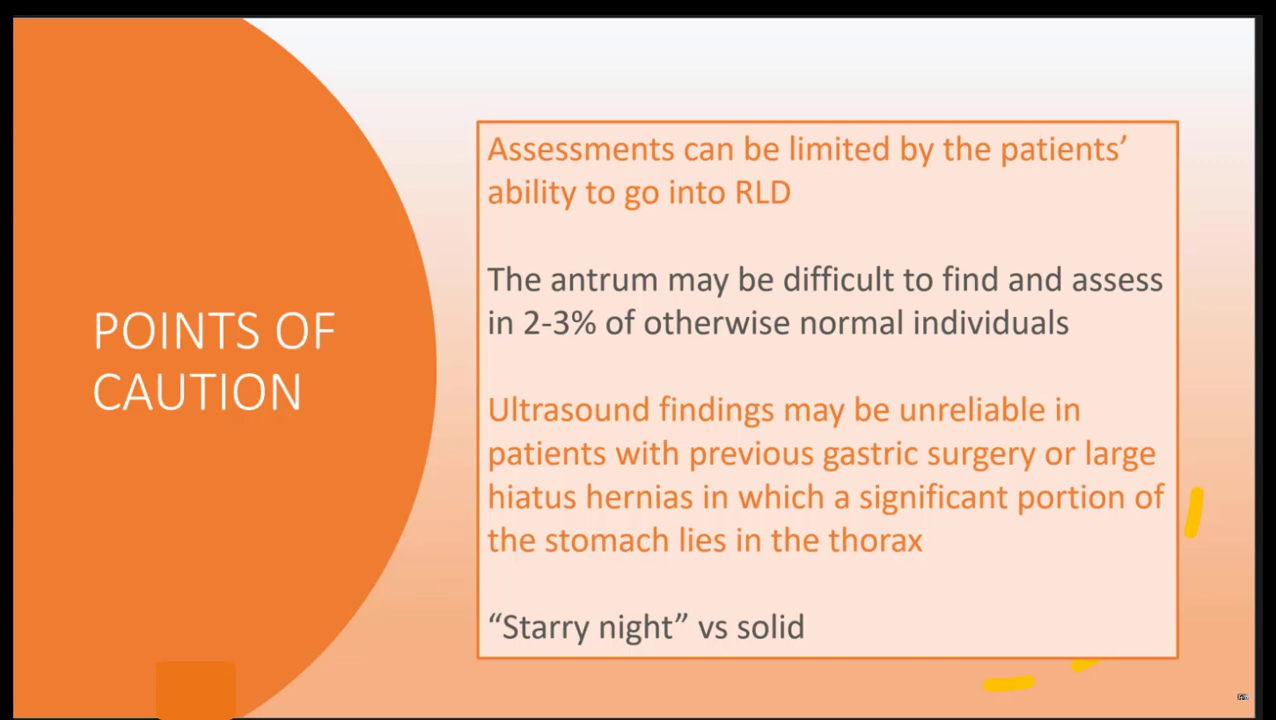 POINTS OF
CAUTION
Assessments can be limited by the patients’
ability to go into RLD
The antrum may be difficult to find and assess
in 2-3% of otherwise normal individuals
Ultrasound findings may be unreliable in
patients with previous gastric surgery or large
hiatus hernias in which a significant portion of
the stomach lies in the thorax
“Starry night” vs solid